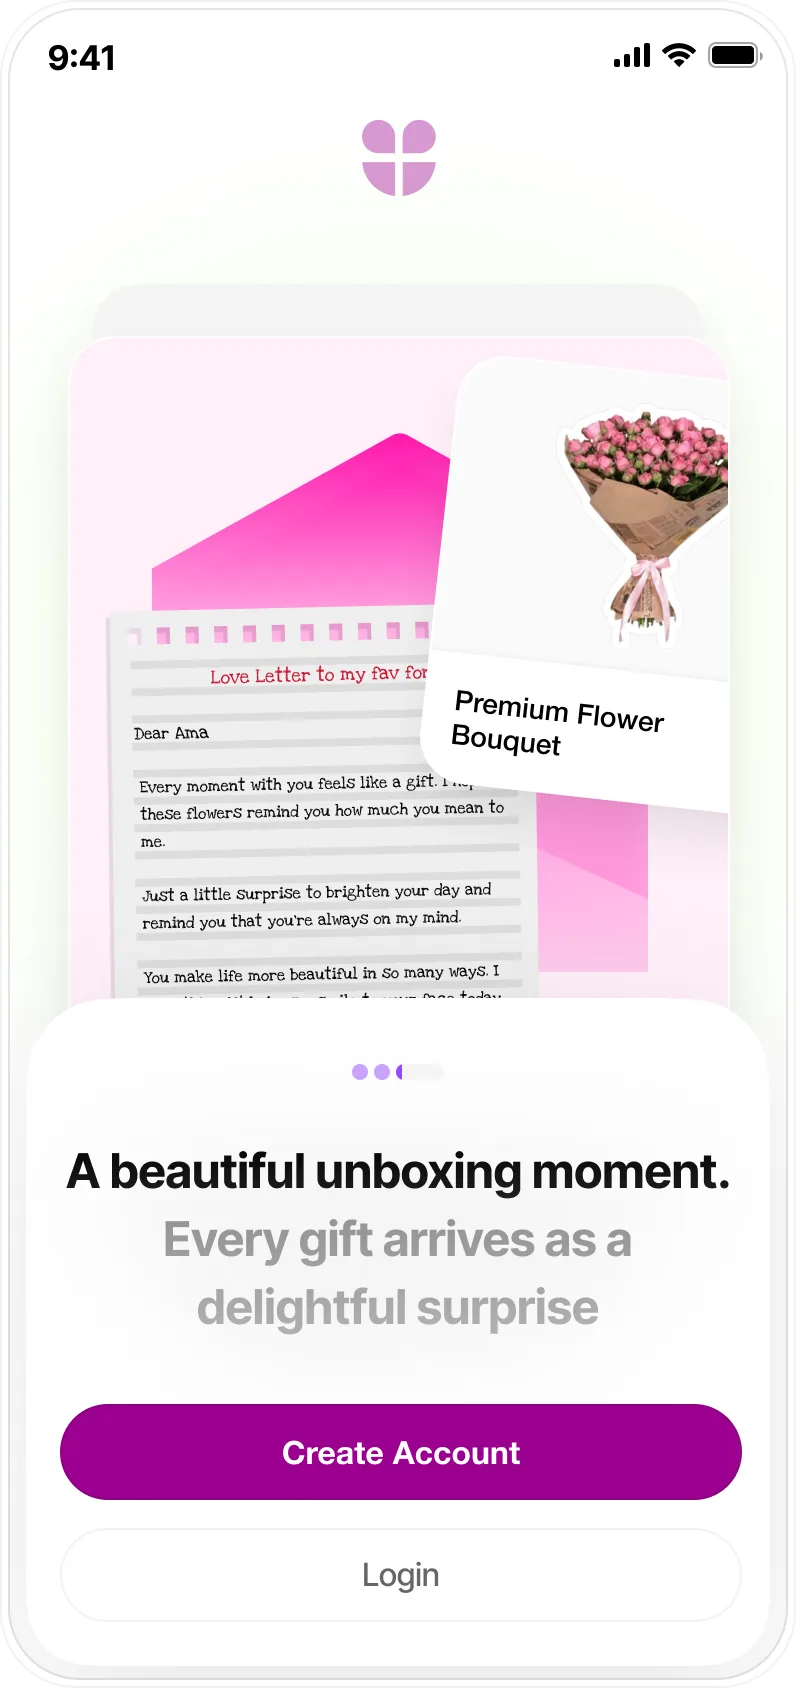 9:41
Love Letter to my fav for
Premium Flower
Bouquet
Dear Ama
Every moment with you feels like a gift. I
these flowers remind you how much you mean to
me.
Just a little surprise to brighten your day and
remind you that you're always on my mind.
You make life more beautiful in so many ways. I
A beautiful unboxing moment.
Every gift arrives as a
delightful surprise
Create Account
Login